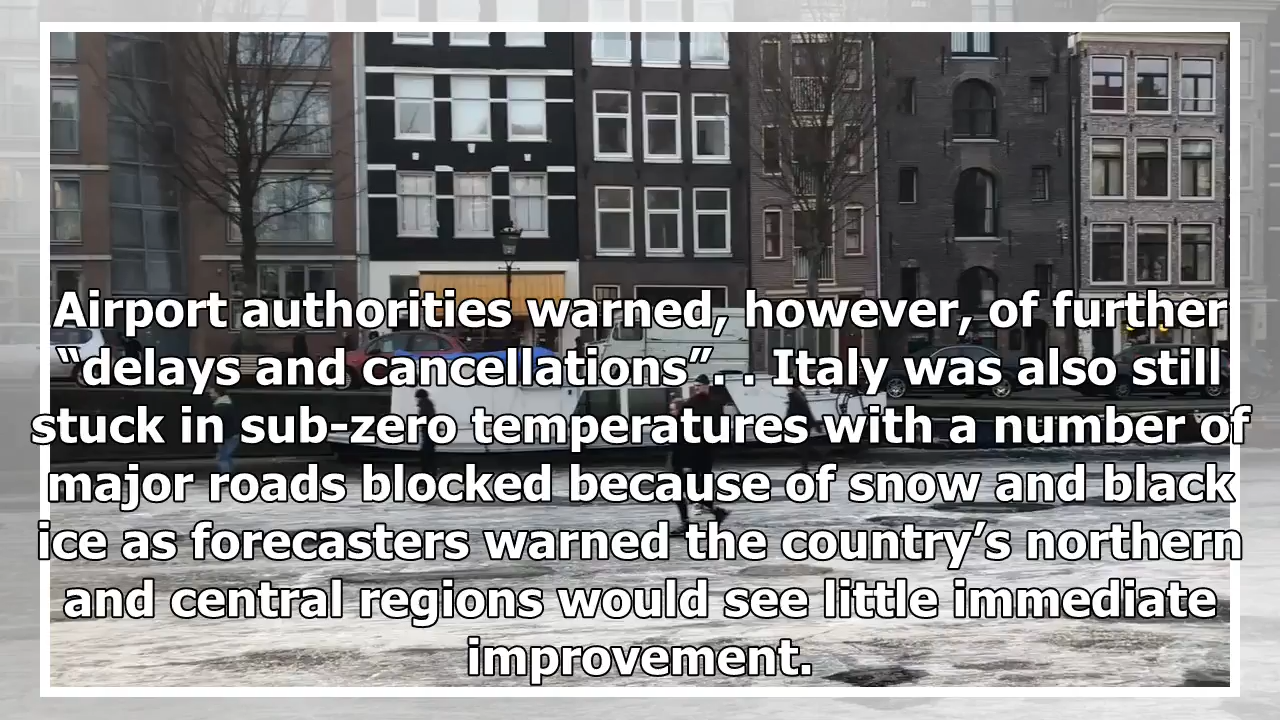 Airport authorities warned, however, of further
“delays and cancellations”. . Italy was also still
stuck in sub-zero temperatures with a number of
major roads blocked because of snow and black
ice as forecasters warned the country’s northern
and central regions would see little immediate
improvement.